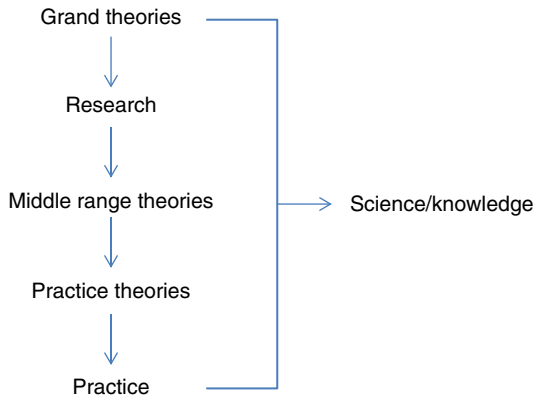 Grand theories
Research
Middle range theories
Science/knowledge
Practice theories
Practice